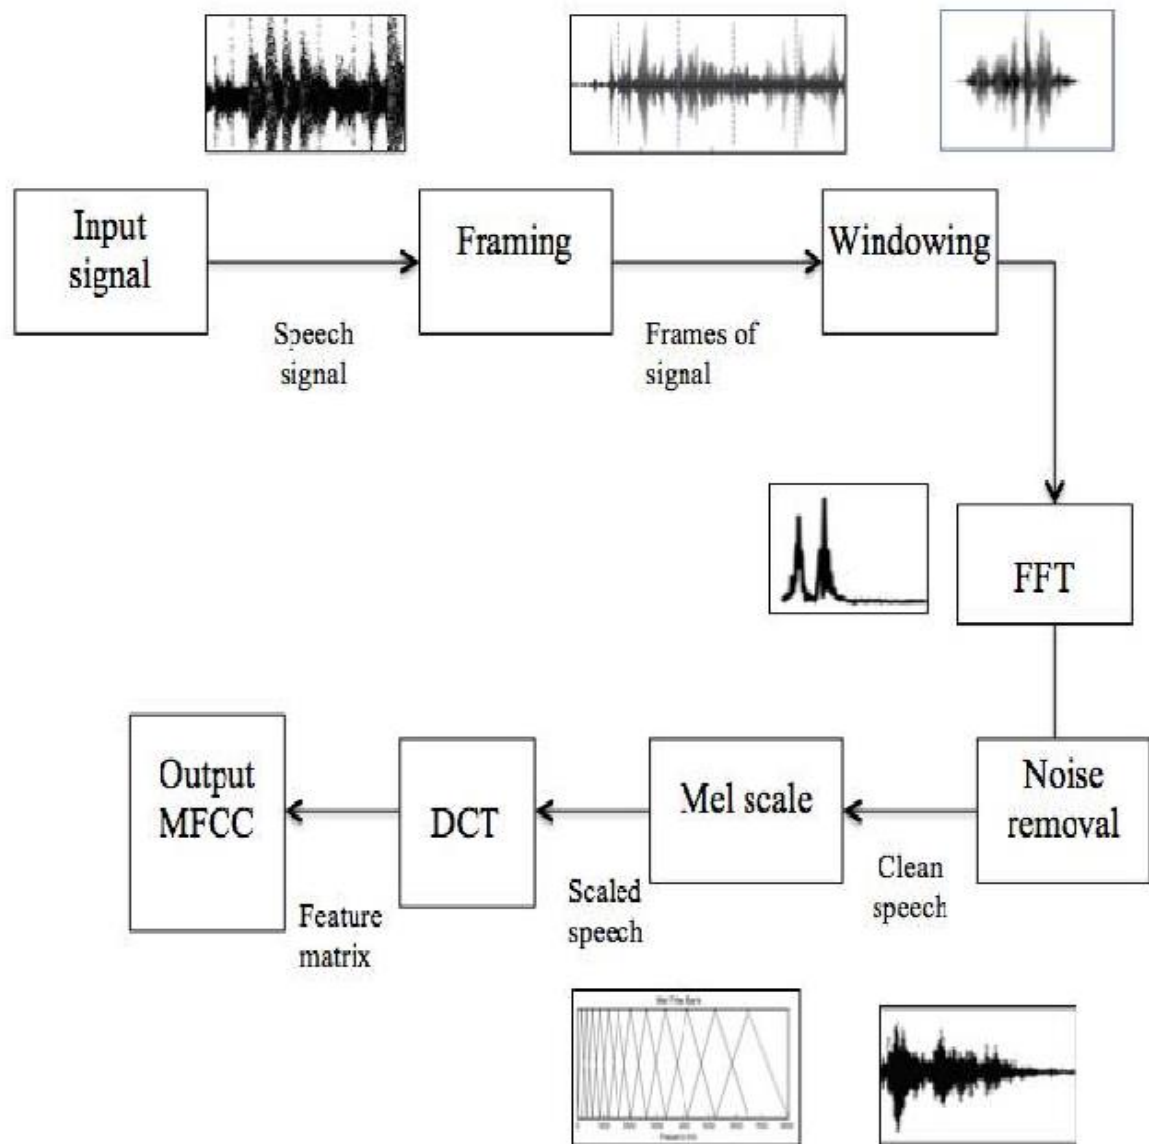 Input
signal
Framing
Windowing
Speech
signal
Frames of
signal
FFT
Output
MFCC
DCT
Mel scale
Noise
removal
Feature
matrix
Scaled
speech
Clean
speech